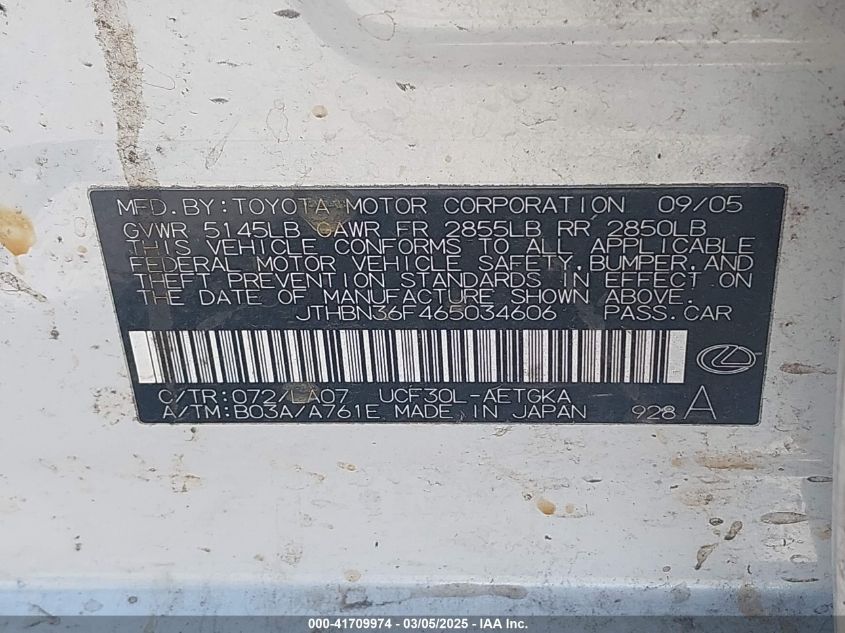 MFD.BY:TOYOTA MOTOR CORPORATION 09/05
GVWR 5145LB GAWR FR 2855LB RR 2850LB
THIS VEHICLE CONFORMS TO ALL APPLICABLE
FEDERAL MOTOR VEHICLE SAFETY,BUMPER,AND
THEFT PREVENTION STANDARDS IN EFFECT ON
THE DATE OF MANUFACTURE SHOWN ABOVE.
JTHBN36F465034606 PASS.CAR
C/TR:072/LA07 UCF30L-AETGKA
A/TM:B03A/A761E MADE IN JAPAN 928 A
000-41709974 | 03/05/2025 - Copyright © IAA, Inc.